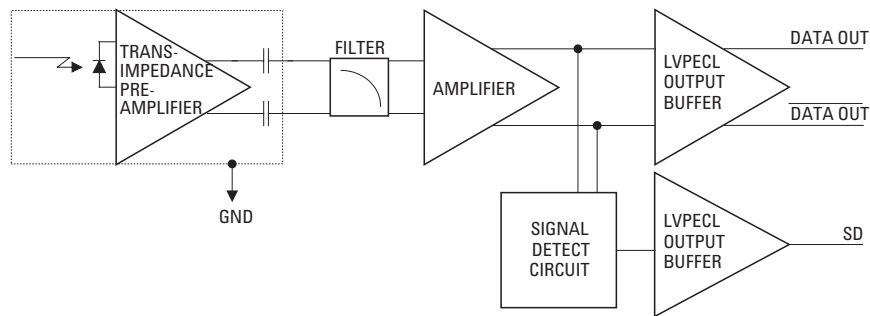 TRANS-
IMPEDANCE
PRE-
AMPLIFIER
GND
FILTER
AMPLIFIER
SIGNAL
DETECT
CIRCUIT
LVPECL
OUTPUT
BUFFER
DATA OUT
DATA OUT
LVPECL
OUTPUT
BUFFER
SD